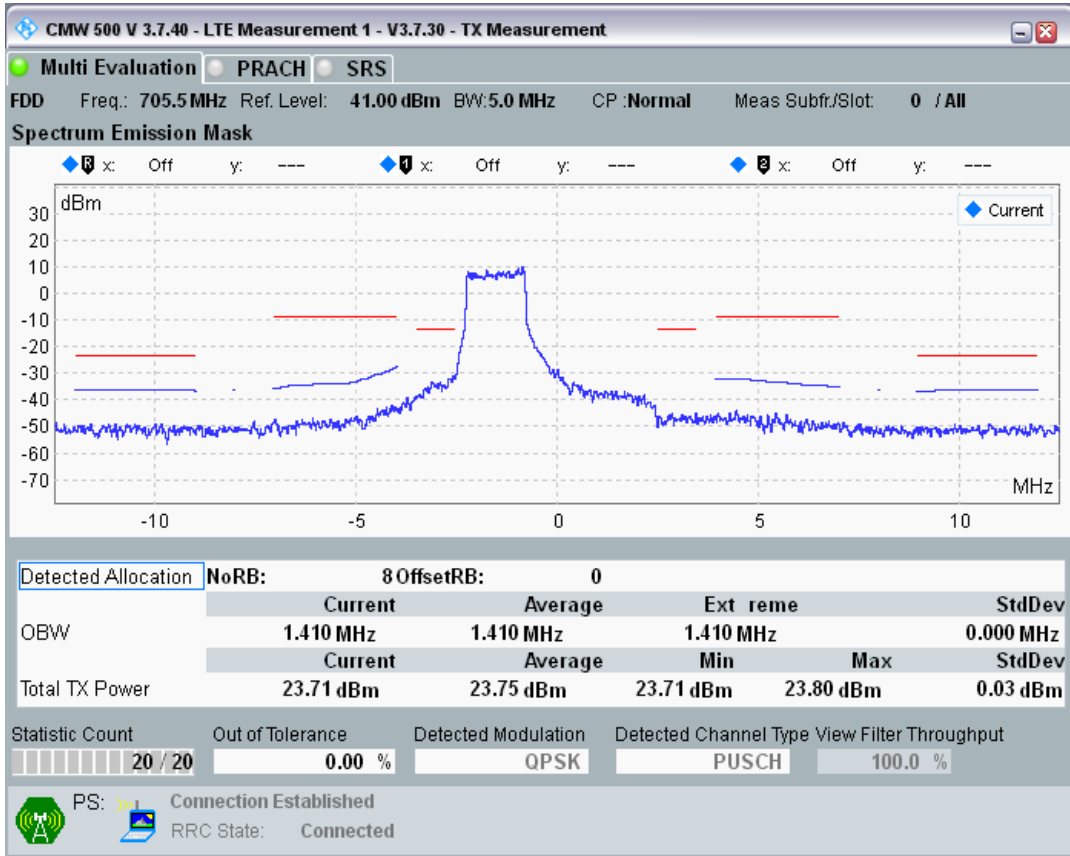 CMW 500 V 3.7.40 - LTE Measurement 1 - V3.7.30 - TX Measurement
Multi Evaluation PRACH SRS
FDD Freq.: 705.5 MHz Ref. Level: 41.00 dBm BW: 5.0 MHz CP : Normal Meas Subfr./Slot: 0 / All
Spectrum Emission Mask
R x: Off y: --- 1 x: Off y: --- 2 x: Off y: ---
dBm
Current
30
20
10
0
-10
-20
-30
-40
-50
-60
-70
MHz
-10 -5 0 5 10
Detected Allocation NoRB: 8 OffsetRB: 0
Current Average Ext reme StdDev
OBW 1.410 MHz 1.410 MHz 1.410 MHz 0.000 MHz
Current Average Min Max StdDev
Total TX Power 23.71 dBm 23.75 dBm 23.71 dBm 23.80 dBm 0.03 dBm
Statistic Count Out of Tolerance Detected Modulation Detected Channel Type View Filter Throughput
20 / 20 0.00 % QPSK PUSCH 100.0 %
PS: Connection Established
RRC State: Connected